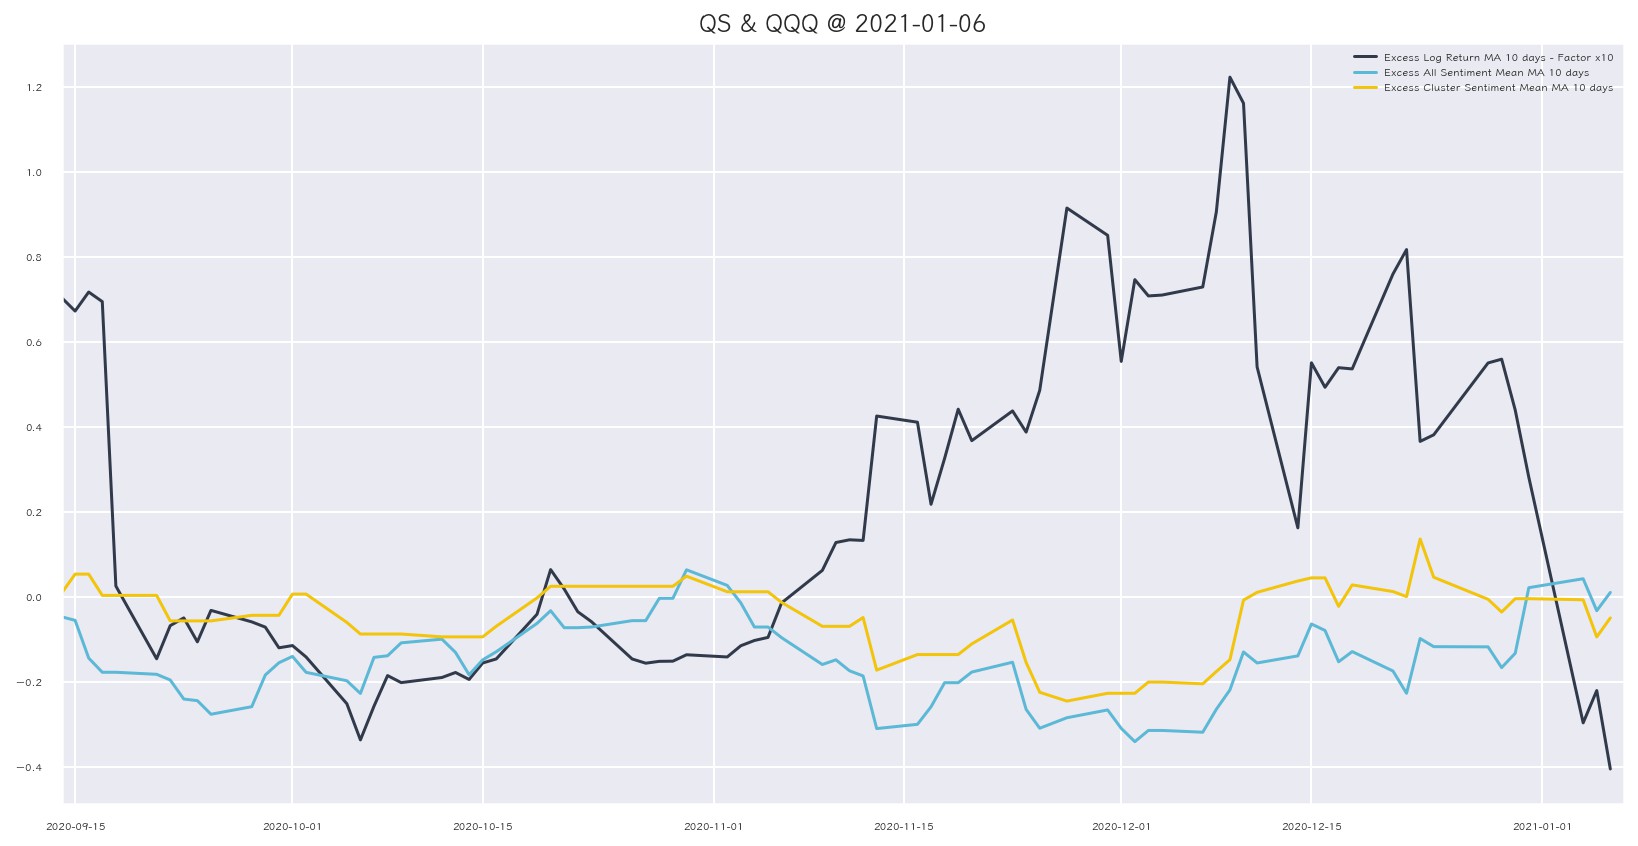 QS & QQQ @ 2021-01-06
Excess Log Return MA 10 days - Factor x10
Excess All Sentiment Mean MA 10 days
Excess Cluster Sentiment Mean MA 10 days
1.2
1.0
0.8
0.6
0.4
0.2
0.0
−0.2
−0.4
2020-09-15 2020-10-01 2020-10-15 2020-11-01 2020-11-15 2020-12-01 2020-12-15 2021-01-01